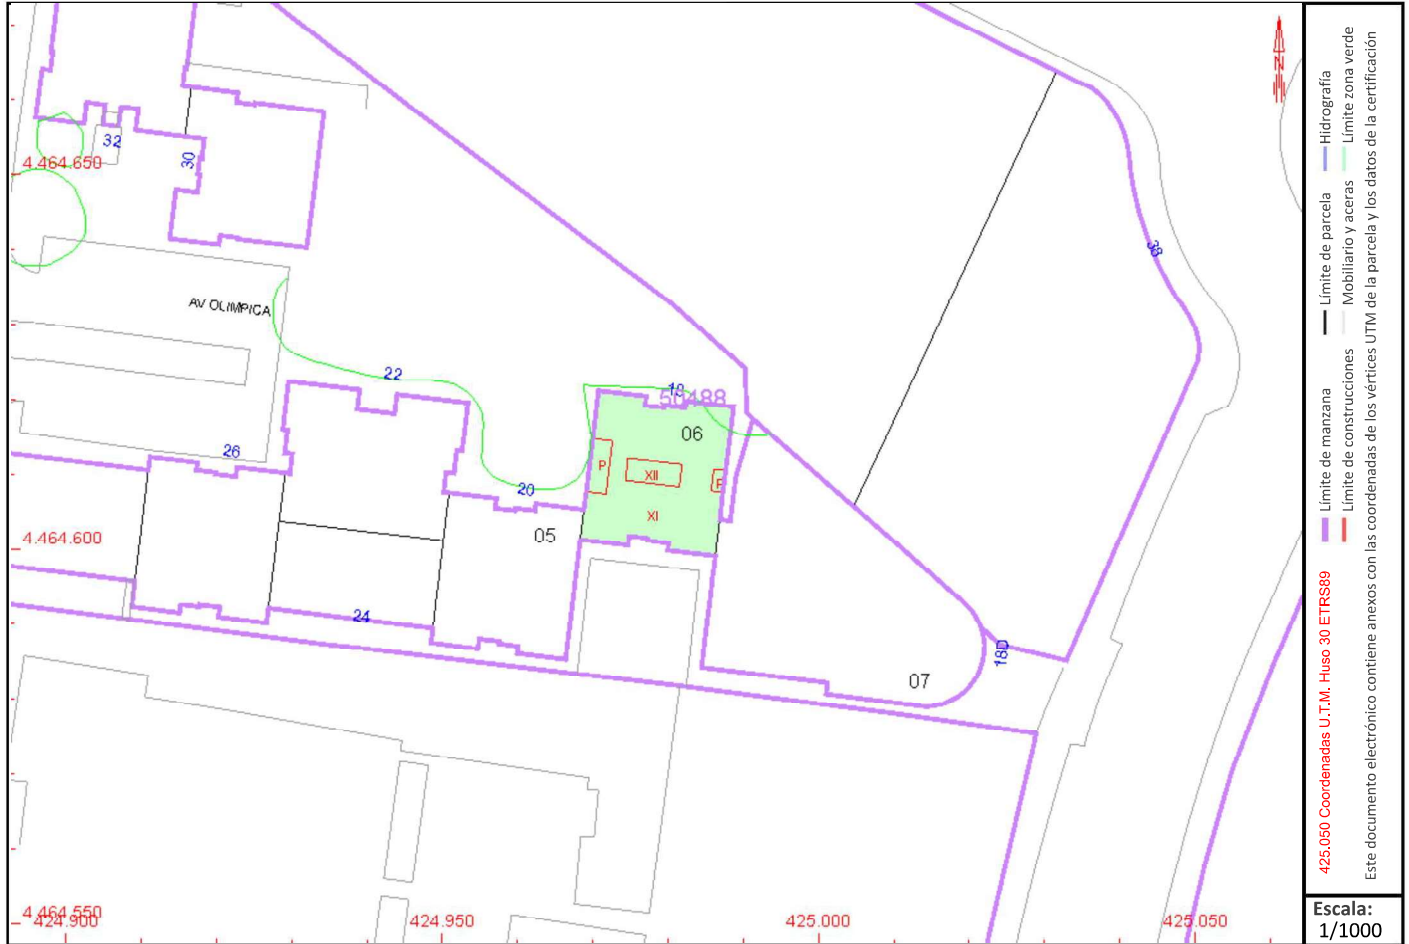 32
30
4.464.650
38
AV OLIMPICA
22
18
50488
06
26
P
XII
P
20
XI
05
4.464.600
24
18D
07
4.464.550
424.900
424.950
425.000
425.050
N
Hidrografía
Límite zona verde
Límite de parcela
Mobiliario y aceras
Límite de manzana
Límite de construcciones
425.050 Coordenadas U.T.M. Huso 30 ETRS89
Este documento electrónico contiene anexos con las coordenadas de los vértices UTM de la parcela y los datos de la certificación
Escala:
1/1000